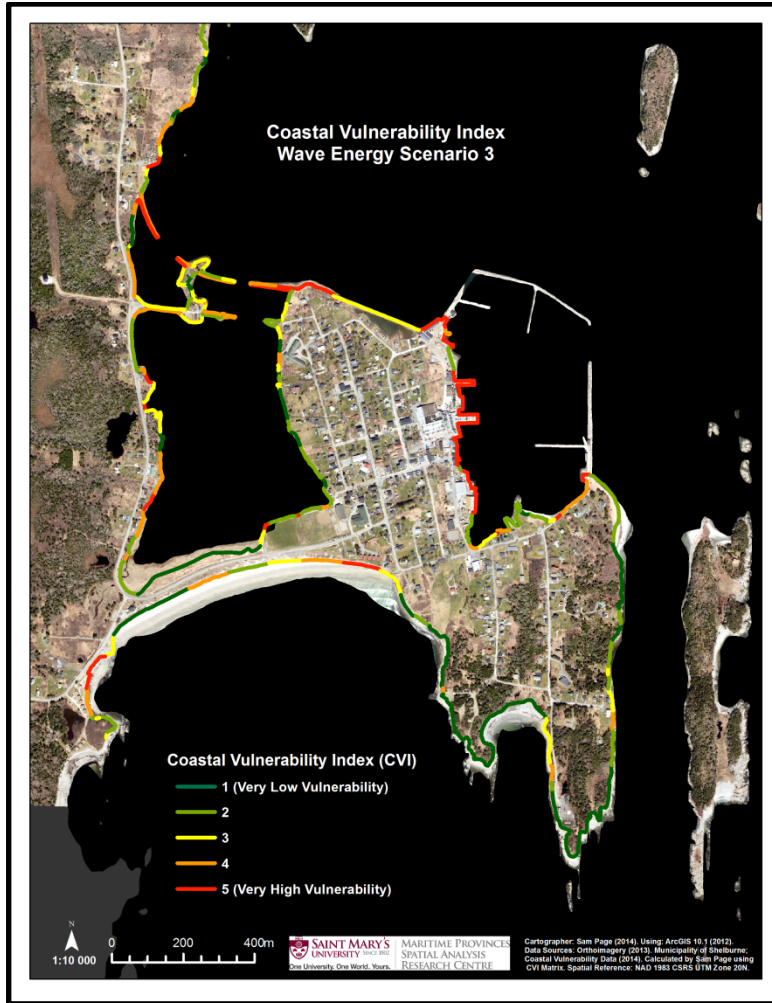 Coastal Vulnerability Index
Wave Energy Scenario 3
Coastal Vulnerability Index (CVI)
1 (Very Low Vulnerability)
2
3
4
5 (Very High Vulnerability)
N
1:10 000
0 200 400m
SAINT MARY'S
UNIVERSITY SINCE 1802
One University. One World. Yours.
MARITIME PROVINCES
SPATIAL ANALYSIS
RESEARCH CENTRE
Cartographer: Sam Page (2014). Using: ArcGIS 10.1 (2012).
Data Sources: Orthoimagery (2013). Municipality of Shelburne;
Coastal Vulnerability Data (2014). Calculated by Sam Page using
CVI Matrix. Spatial Reference: NAD 1983 CSRS UTM Zone 20N.